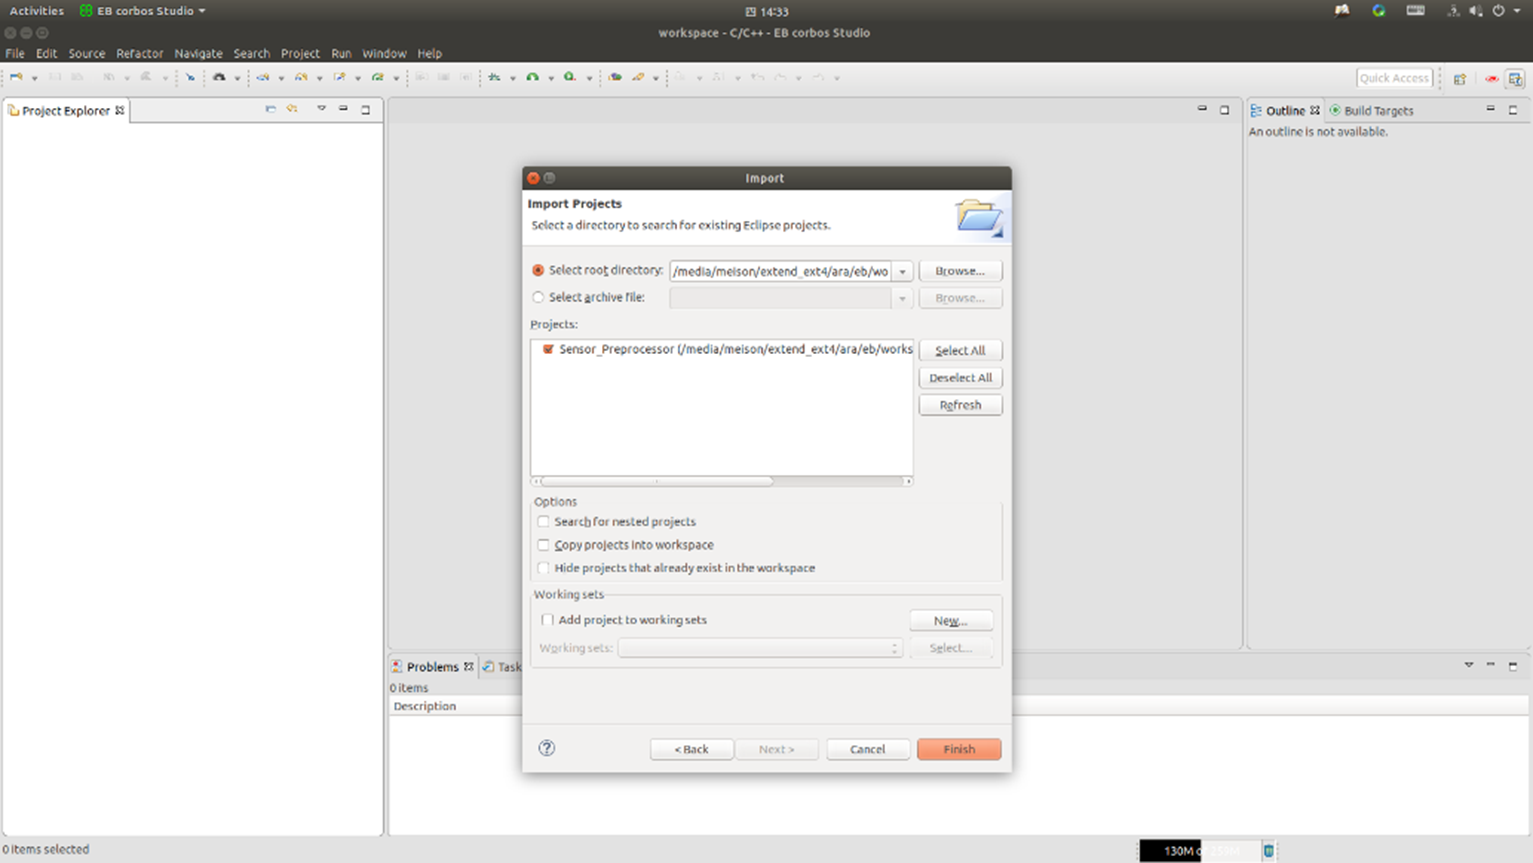 Activities EB corbos Studio 14:33
workspace - C/C++ - EB corbos Studio
File Edit Source Refactor Navigate Search Project Run Window Help
Quick Access
Project Explorer
Outline Build Targets
An outline is not available.
Import
Import Projects
Select a directory to search for existing Eclipse projects.
Select root directory: /media/meison/extend_ext4/ara/eb/wo Browse...
Select archive file: Browse...
Projects:
Sensor_Preprocessor (/media/meison/extend_ext4/ara/eb/works
Select All
Deselect All
Refresh
Options
Search for nested projects
Copy projects into workspace
Hide projects that already exist in the workspace
Working sets
Add project to working sets New...
Working sets: Select...
Problems Task
0 items
Description
? < Back Next > Cancel Finish
0 items selected
130M of